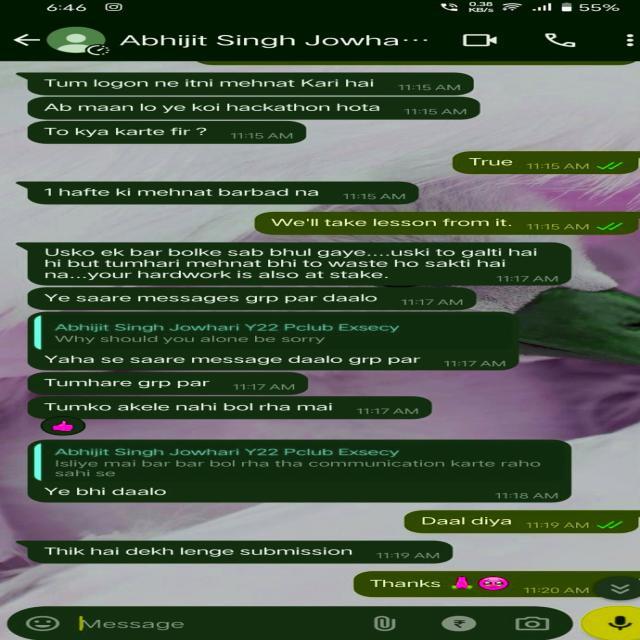 6:46 0.38 KB/S 55%
Abhijit Singh Jowha...
Tum logon ne itni mehnat Kari hai 11:15 AM
Ab maan lo ye koi hackathon hota 11:15 AM
To kya karte fir ? 11:15 AM
True 11:15 AM
1 hafte ki mehnat barbad na 11:15 AM
We'll take lesson from it. 11:15 AM
Usko ek bar bolke sab bhul gaye....uski to galti hai
hi but tumhari mehnat bhi to waste ho sakti hai
na...your hardwork is also at stake. 11:17 AM
Ye saare messages grp par daalo 11:17 AM
Abhijit Singh Jowhari Y22 Pclub Exsecy
Why should you alone be sorry
Yaha se saare message daalo grp par 11:17 AM
Tumhare grp par 11:17 AM
Tumko akele nahi bol rha mai 11:17 AM
Abhijit Singh Jowhari Y22 Pclub Exsecy
Isliye mai bar bar bol rha tha communication karte raho
sahi se
Ye bhi daalo 11:18 AM
Daal diya 11:19 AM
Thik hai dekh lenge submission 11:19 AM
Thanks 🙏🥺 11:20 AM
Message ₹